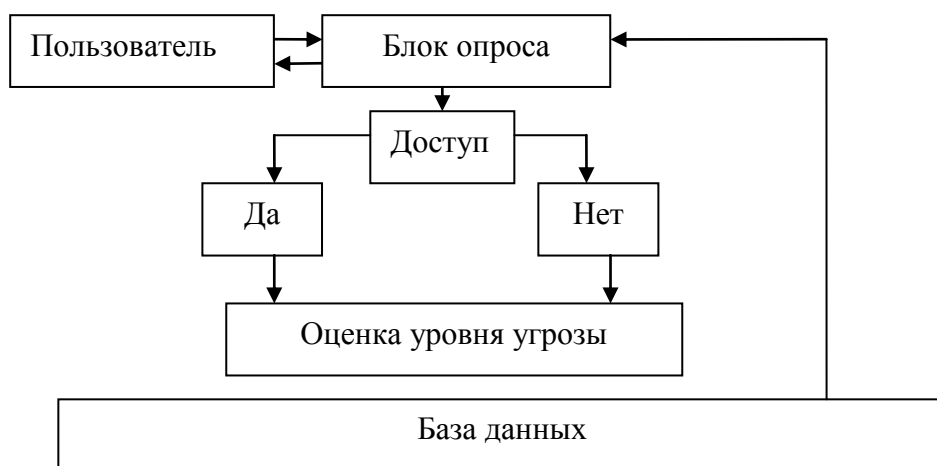 Пользователь
Блок опроса
Доступ
Да
Нет
Оценка уровня угрозы
База данных